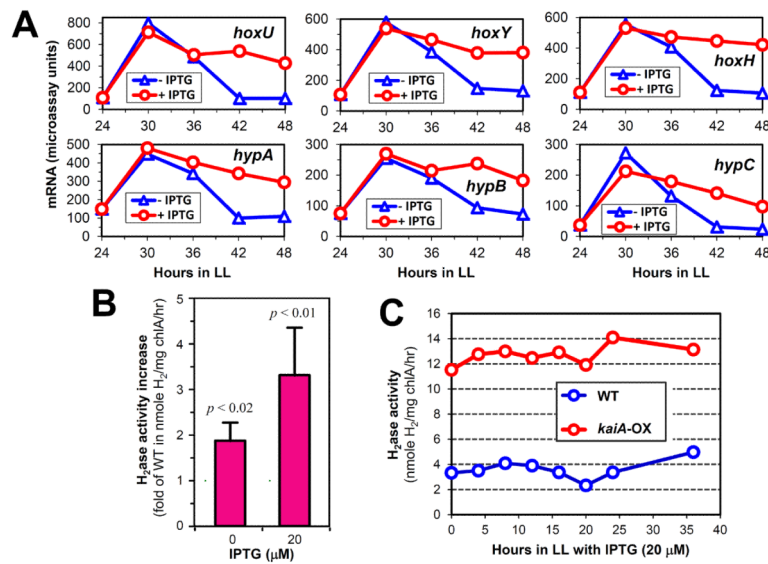 A
mRNA (microassay units)
800
600
400
200
0
hoxU
- IPTG
+ IPTG
24 30 36 42 48
600
400
200
0
hoxY
- IPTG
+ IPTG
24 30 36 42 48
600
400
200
0
hoxH
- IPTG
+ IPTG
24 30 36 42 48
500
400
300
200
100
0
hypA
- IPTG
+ IPTG
24 30 36 42 48
Hours in LL
300
200
100
0
hypB
- IPTG
+ IPTG
24 30 36 42 48
Hours in LL
300
200
100
0
hypC
- IPTG
+ IPTG
24 30 36 42 48
Hours in LL
B
H2ase activity increase
(fold of WT in nmole H2/mg chlA/hr)
5
4
3
2
1
0
p < 0.02
p < 0.01
0 20
IPTG (μM)
C
H2ase activity
(nmole H2/mg chlA/hr)
16
14
12
10
8
6
4
2
0
WT
kaiA-OX
0 5 10 15 20 25 30 35 40
Hours in LL with IPTG (20 μM)